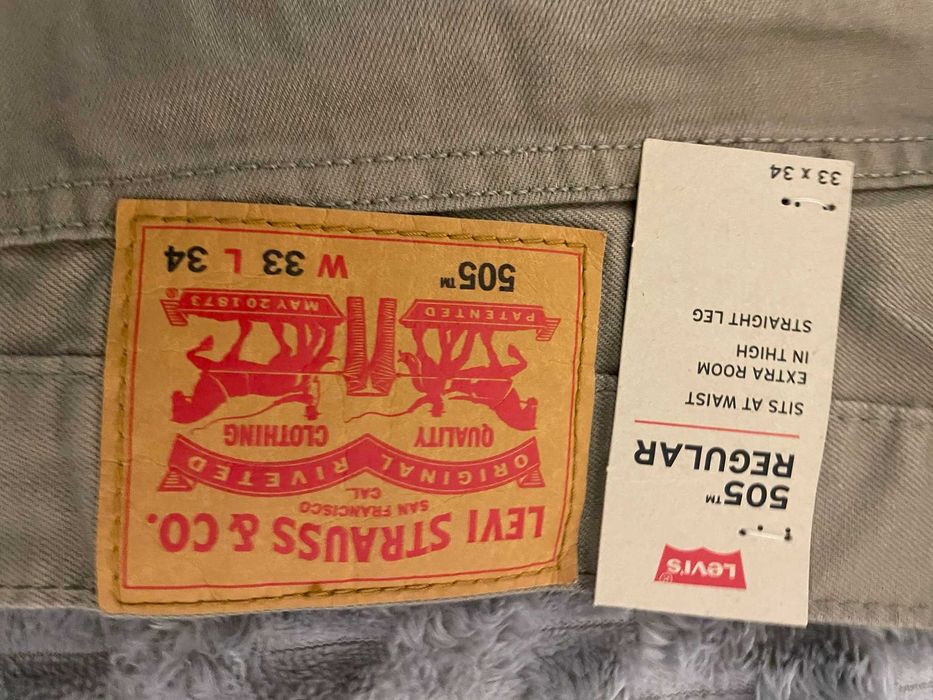 LEVI STRAUSS & CO.
SAN FRANCISCO
CAL.
ORIGINAL RIVETED
QUALITY CLOTHING
PATENTED MAY 20 1873 ®
505™ W 33 L 34
Levi's®
505™
REGULAR
SITS AT WAIST
EXTRA ROOM
IN THIGH
STRAIGHT LEG
33 x 34